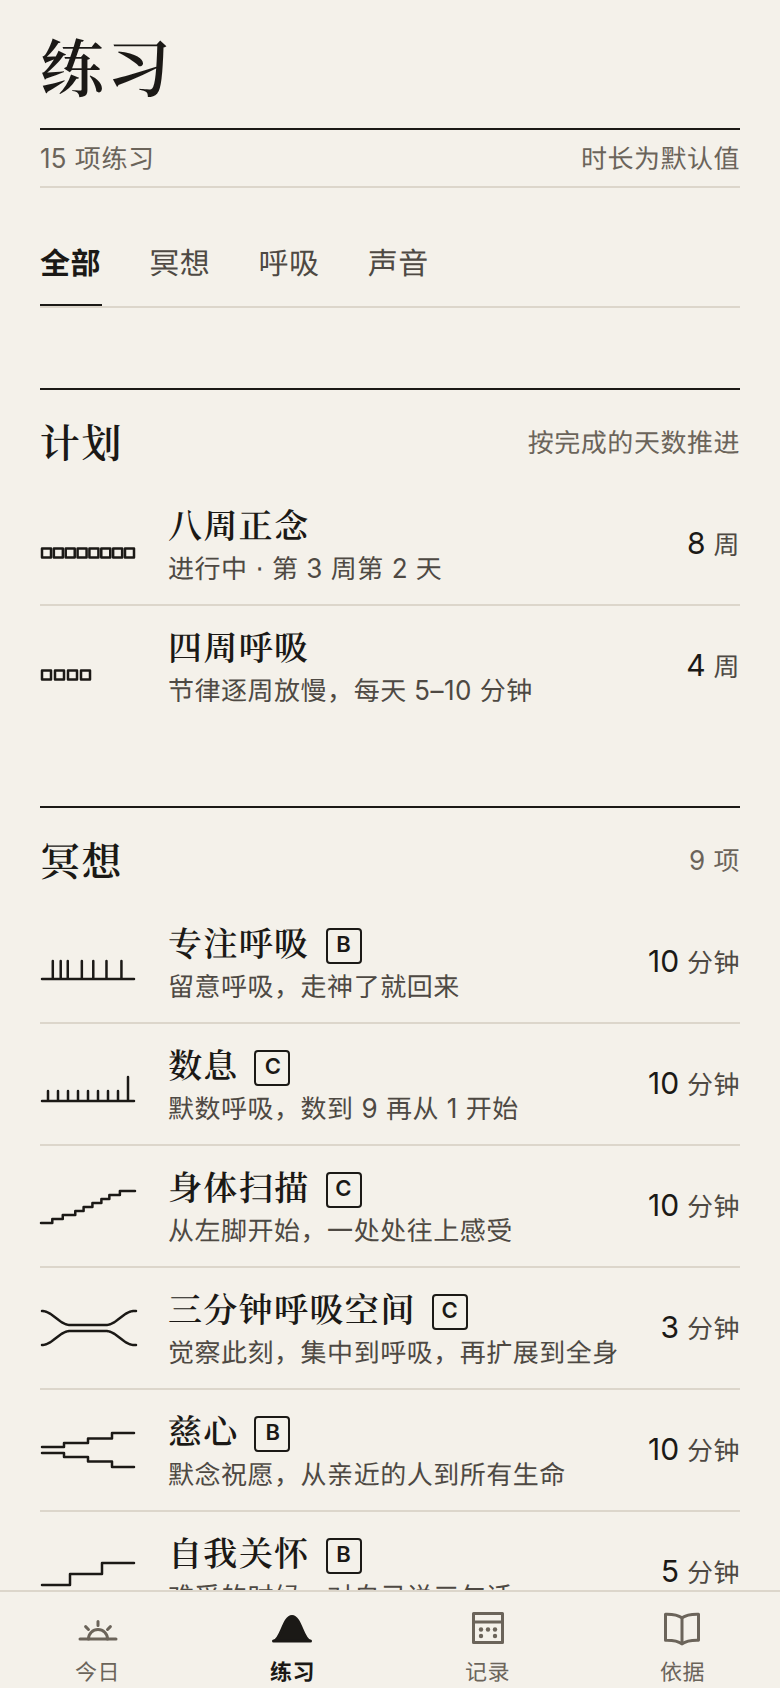 练习
15 项练习 时长为默认值
全部 冥想 呼吸 声音
计划 按完成的天数推进
八周正念
进行中 · 第 3 周第 2 天
8 周
四周呼吸
节律逐周放慢，每天 5–10 分钟
4 周
冥想 9 项
专注呼吸 B
留意呼吸，走神了就回来
10 分钟
数息 C
默数呼吸，数到 9 再从 1 开始
10 分钟
身体扫描 C
从左脚开始，一处处往上感受
10 分钟
三分钟呼吸空间 C
觉察此刻，集中到呼吸，再扩展到全身
3 分钟
慈心 B
默念祝愿，从亲近的人到所有生命
10 分钟
自我关怀 B
5 分钟
今日 练习 记录 依据